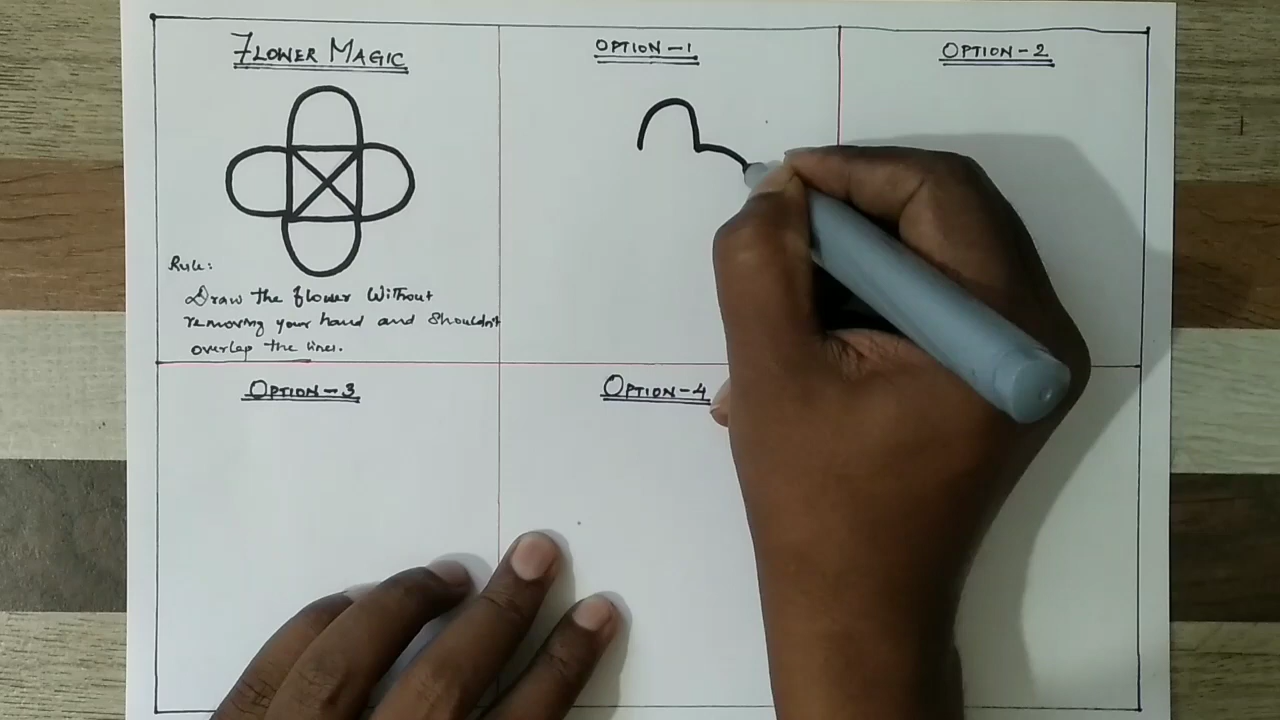 FLOWER MAGIC
OPTION-1
OPTION-2
Rule:
Draw the flower Without
removing your hand and Shouldn't
overlap the lines.
OPTION-3
OPTION-4